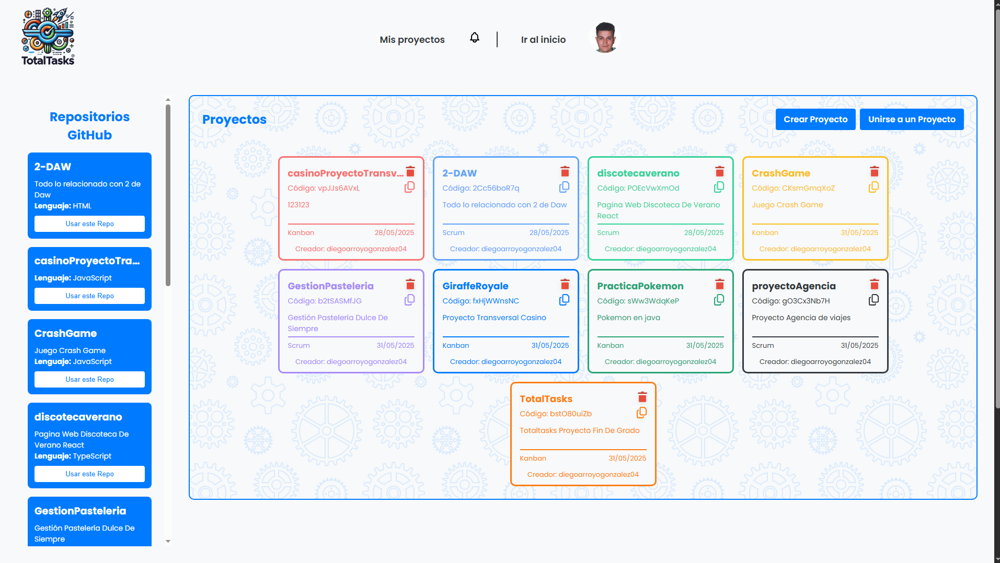 TotalTasks
Mis proyectos
Ir al inicio
Repositorios
GitHub
2-DAW
Todo lo relacionado con 2 de
Daw
Lenguaje: HTML
Usar este Repo
casinoProyectoTra...
Lenguaje: JavaScript
Usar este Repo
CrashGame
Juego Crash Game
Lenguaje: JavaScript
Usar este Repo
discotecaverano
Pagina Web Discoteca De
Verano React
Lenguaje: TypeScript
Usar este Repo
GestionPasteleria
Gestión Pastelería Dulce De
Siempre
Proyectos
Crear Proyecto
Unirse a un Proyecto
casinoProyectoTransv...
Código: vpJJs6AVxL
123123
Kanban 28/05/2025
Creador: diegoarroyogonzalez04
2-DAW
Código: 2Cc56boR7q
Todo lo relacionado con 2 de Daw
Scrum 28/05/2025
Creador: diegoarroyogonzalez04
discotecaverano
Código: POEcVwXmOd
Pagina Web Discoteca De Verano
React
Scrum 28/05/2025
Creador: diegoarroyogonzalez04
CrashGame
Código: CKsmGmqXoZ
Juego Crash Game
Kanban 31/05/2025
Creador: diegoarroyogonzalez04
GestionPasteleria
Código: b2tSASMfJG
Gestión Pastelería Dulce De
Siempre
Scrum 31/05/2025
Creador: diegoarroyogonzalez04
GiraffeRoyale
Código: fxHjWWnsNC
Proyecto Transversal Casino
Kanban 31/05/2025
Creador: diegoarroyogonzalez04
PracticaPokemon
Código: sWw3WdqKeP
Pokemon en java
Kanban 31/05/2025
Creador: diegoarroyogonzalez04
proyectoAgencia
Código: gO3Cx3Nb7H
Proyecto Agencia de viajes
Scrum 31/05/2025
Creador: diegoarroyogonzalez04
TotalTasks
Código: bstO80uiZb
Totaltasks Proyecto Fin De Grado
Kanban 31/05/2025
Creador: diegoarroyogonzalez04